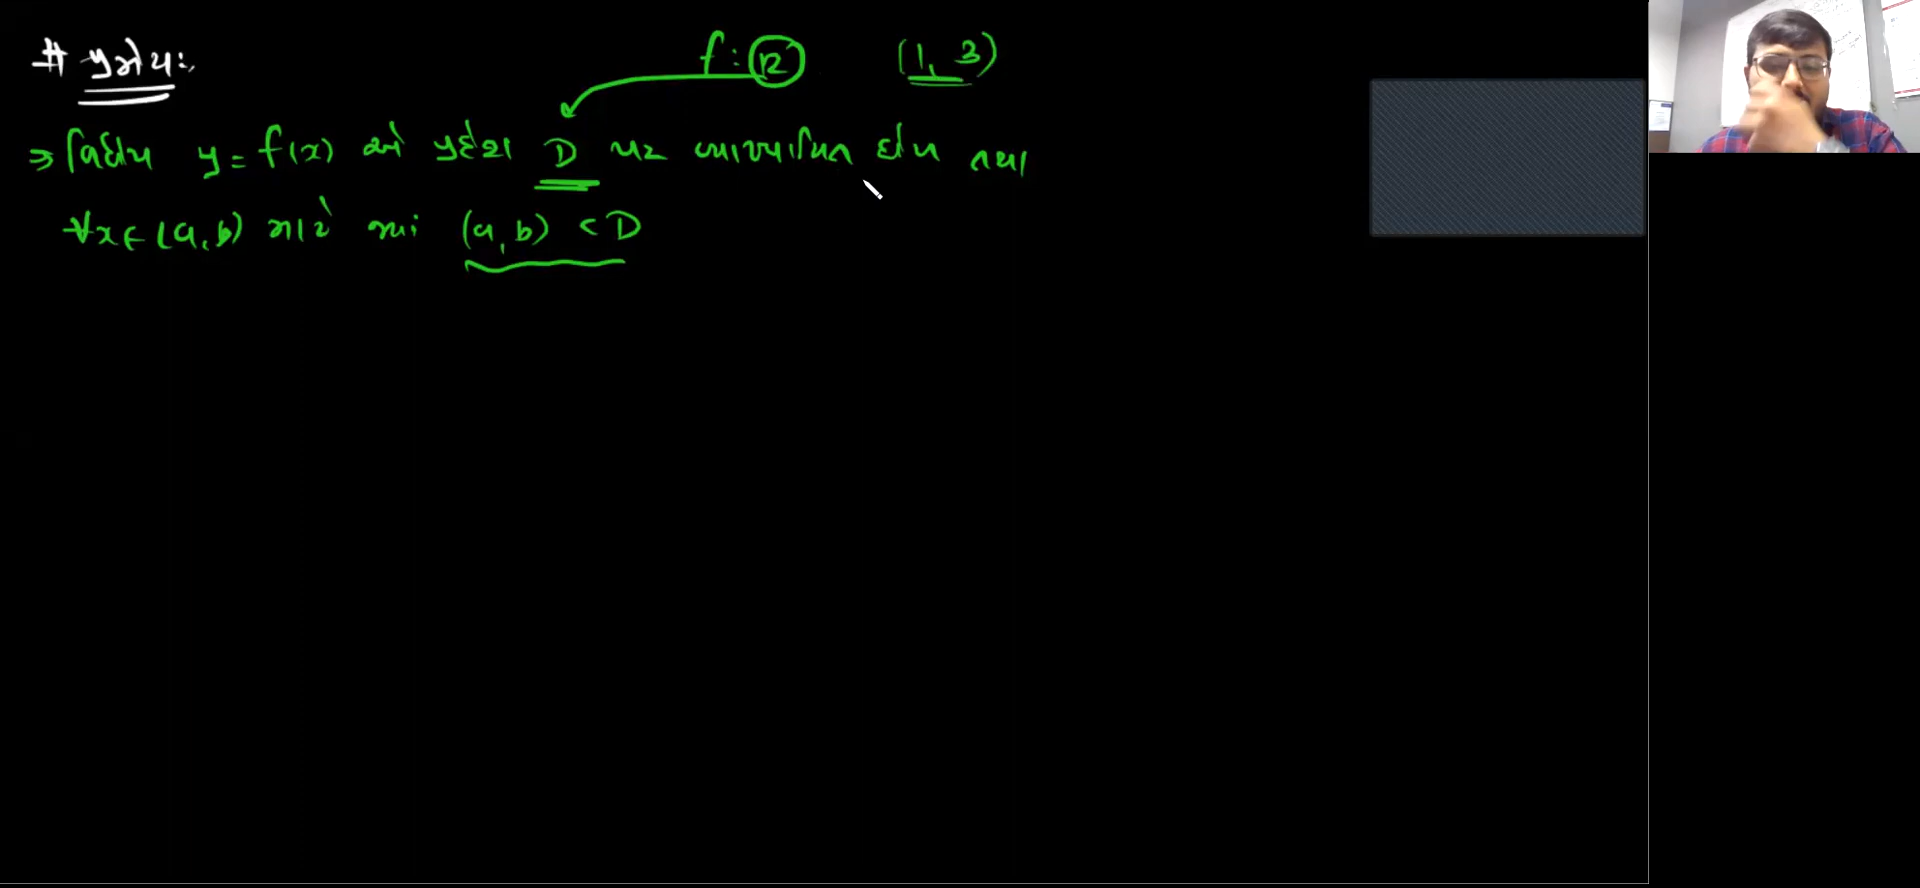 # પ્રમેય:
f : R (1, 3)
⇒ વિધેય y = f(x) એ પ્રદેશ D પર વ્યાખ્યાયિત હોય તથા
∀x∈(a, b) માટે જ્યાં (a, b) ⊂ D